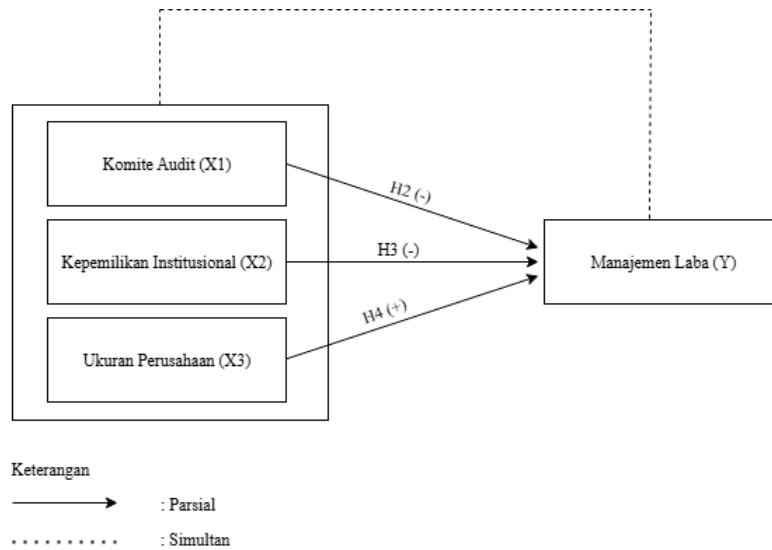 Komite Audit (X1)
H2 (-)
Kepemilikan Institusional (X2)
H3 (-)
Manajemen Laba (Y)
H4 (+)
Ukuran Perusahaan (X3)
Keterangan
: Parsial
: Simultan